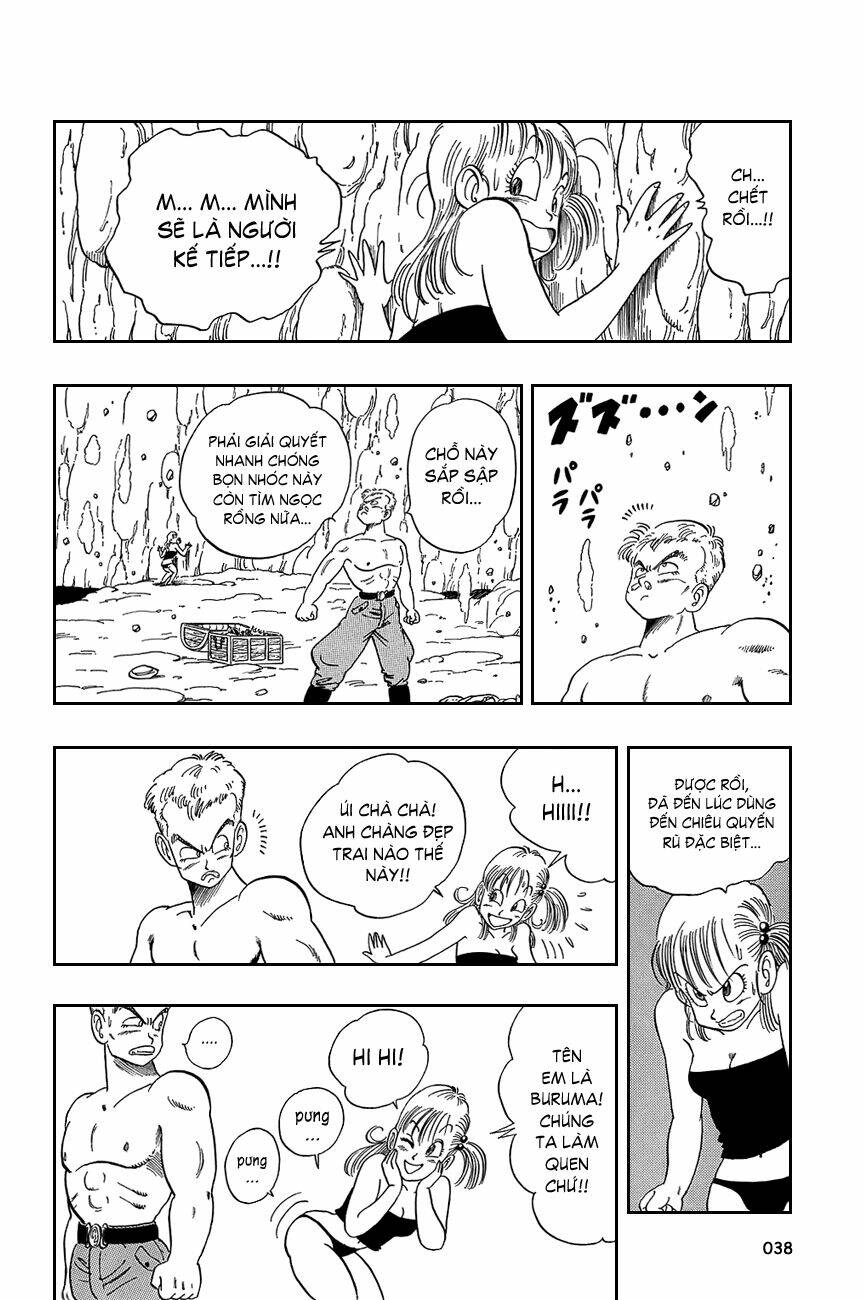 CH...
CHẾT
RỒI...!!
M... M... MÌNH
SẼ LÀ NGƯỜI
KẾ TIẾP...!!
ズズ...ン
パラ
パラ
CHỖ NÀY
SẮP SẬP
RỒI...
PHẢI GIẢI QUYẾT
NHANH CHÓNG
BỌN NHÓC NÀY
CÒN TÌM NGỌC
RỒNG NỮA...
ĐƯỢC RỒI,
ĐÃ ĐẾN LÚC DÙNG
ĐẾN CHIÊU QUYẾN
RŨ ĐẶC BIỆT...
H...
HIIII!!
ÚI CHÀ CHÀ!
ANH CHÀNG ĐẸP
TRAI NÀO THẾ
NÀY!!
TÊN
EM LÀ
BURUMA!
CHÚNG
TA LÀM
QUEN
CHỨ!!
HI HI!
PƯNG
...
PƯNG
...
....
038